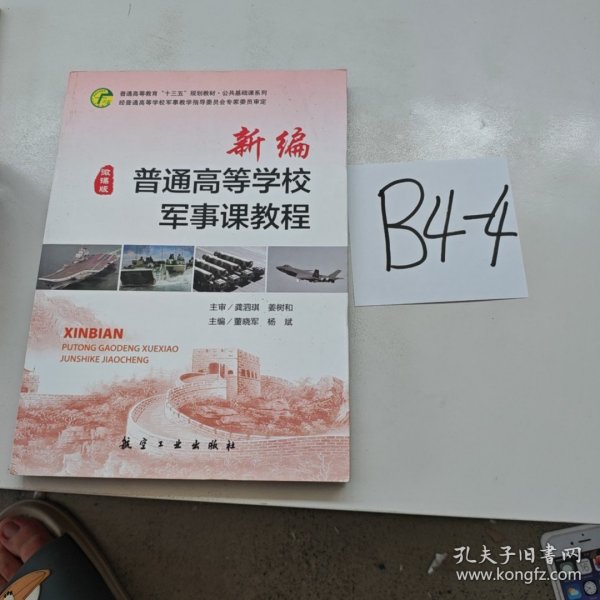 普通高等教育“十三五”规划教材·公共基础课系列
经普通高等学校军事教学指导委员会专家委员审定
新编
微课版
普通高等学校
军事课教程
主审/龚泗琪 姜树和
主编/董晓军 杨斌
XINBIAN
PUTONG GAODENG XUEXIAO
JUNSHIKE JIAOCHENG
航空工业出版社
B4-4
孔夫子旧书网
www.kongfz.com